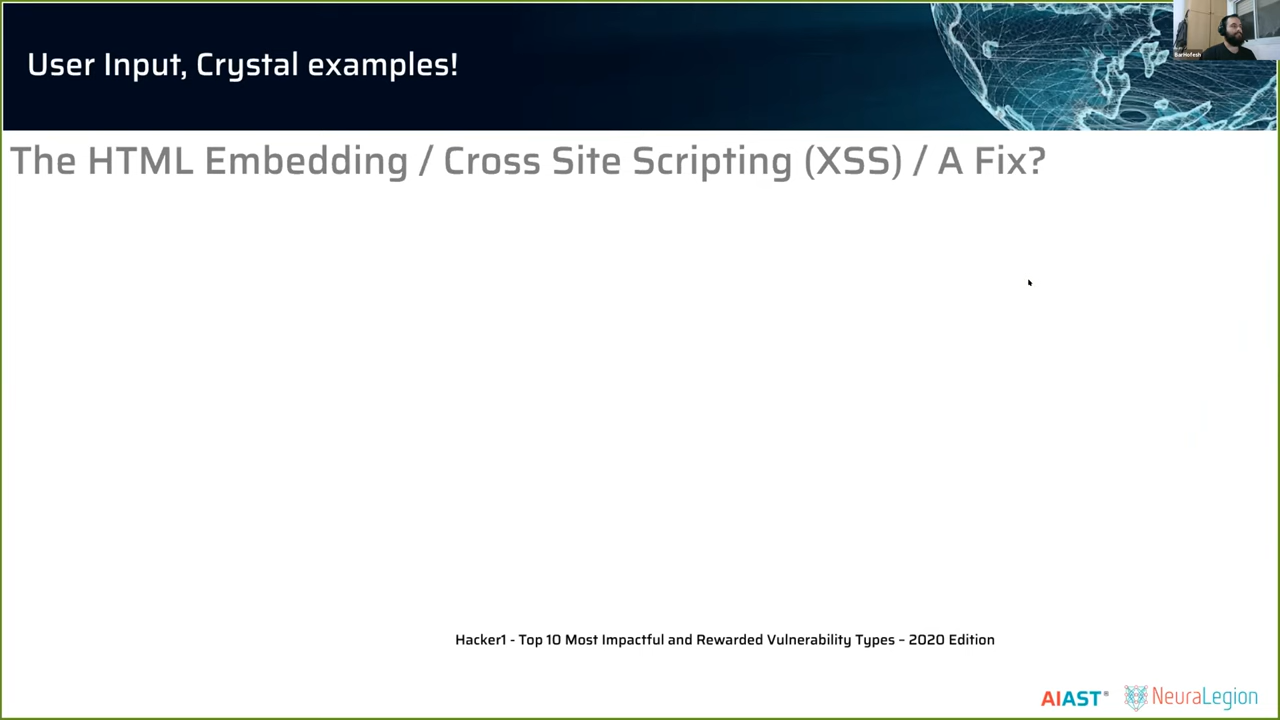 User Input, Crystal examples!
BarHofesh
The HTML Embedding / Cross Site Scripting (XSS) / A Fix?
Hacker1 - Top 10 Most Impactful and Rewarded Vulnerability Types – 2020 Edition
AIAST®
NeuraLegion